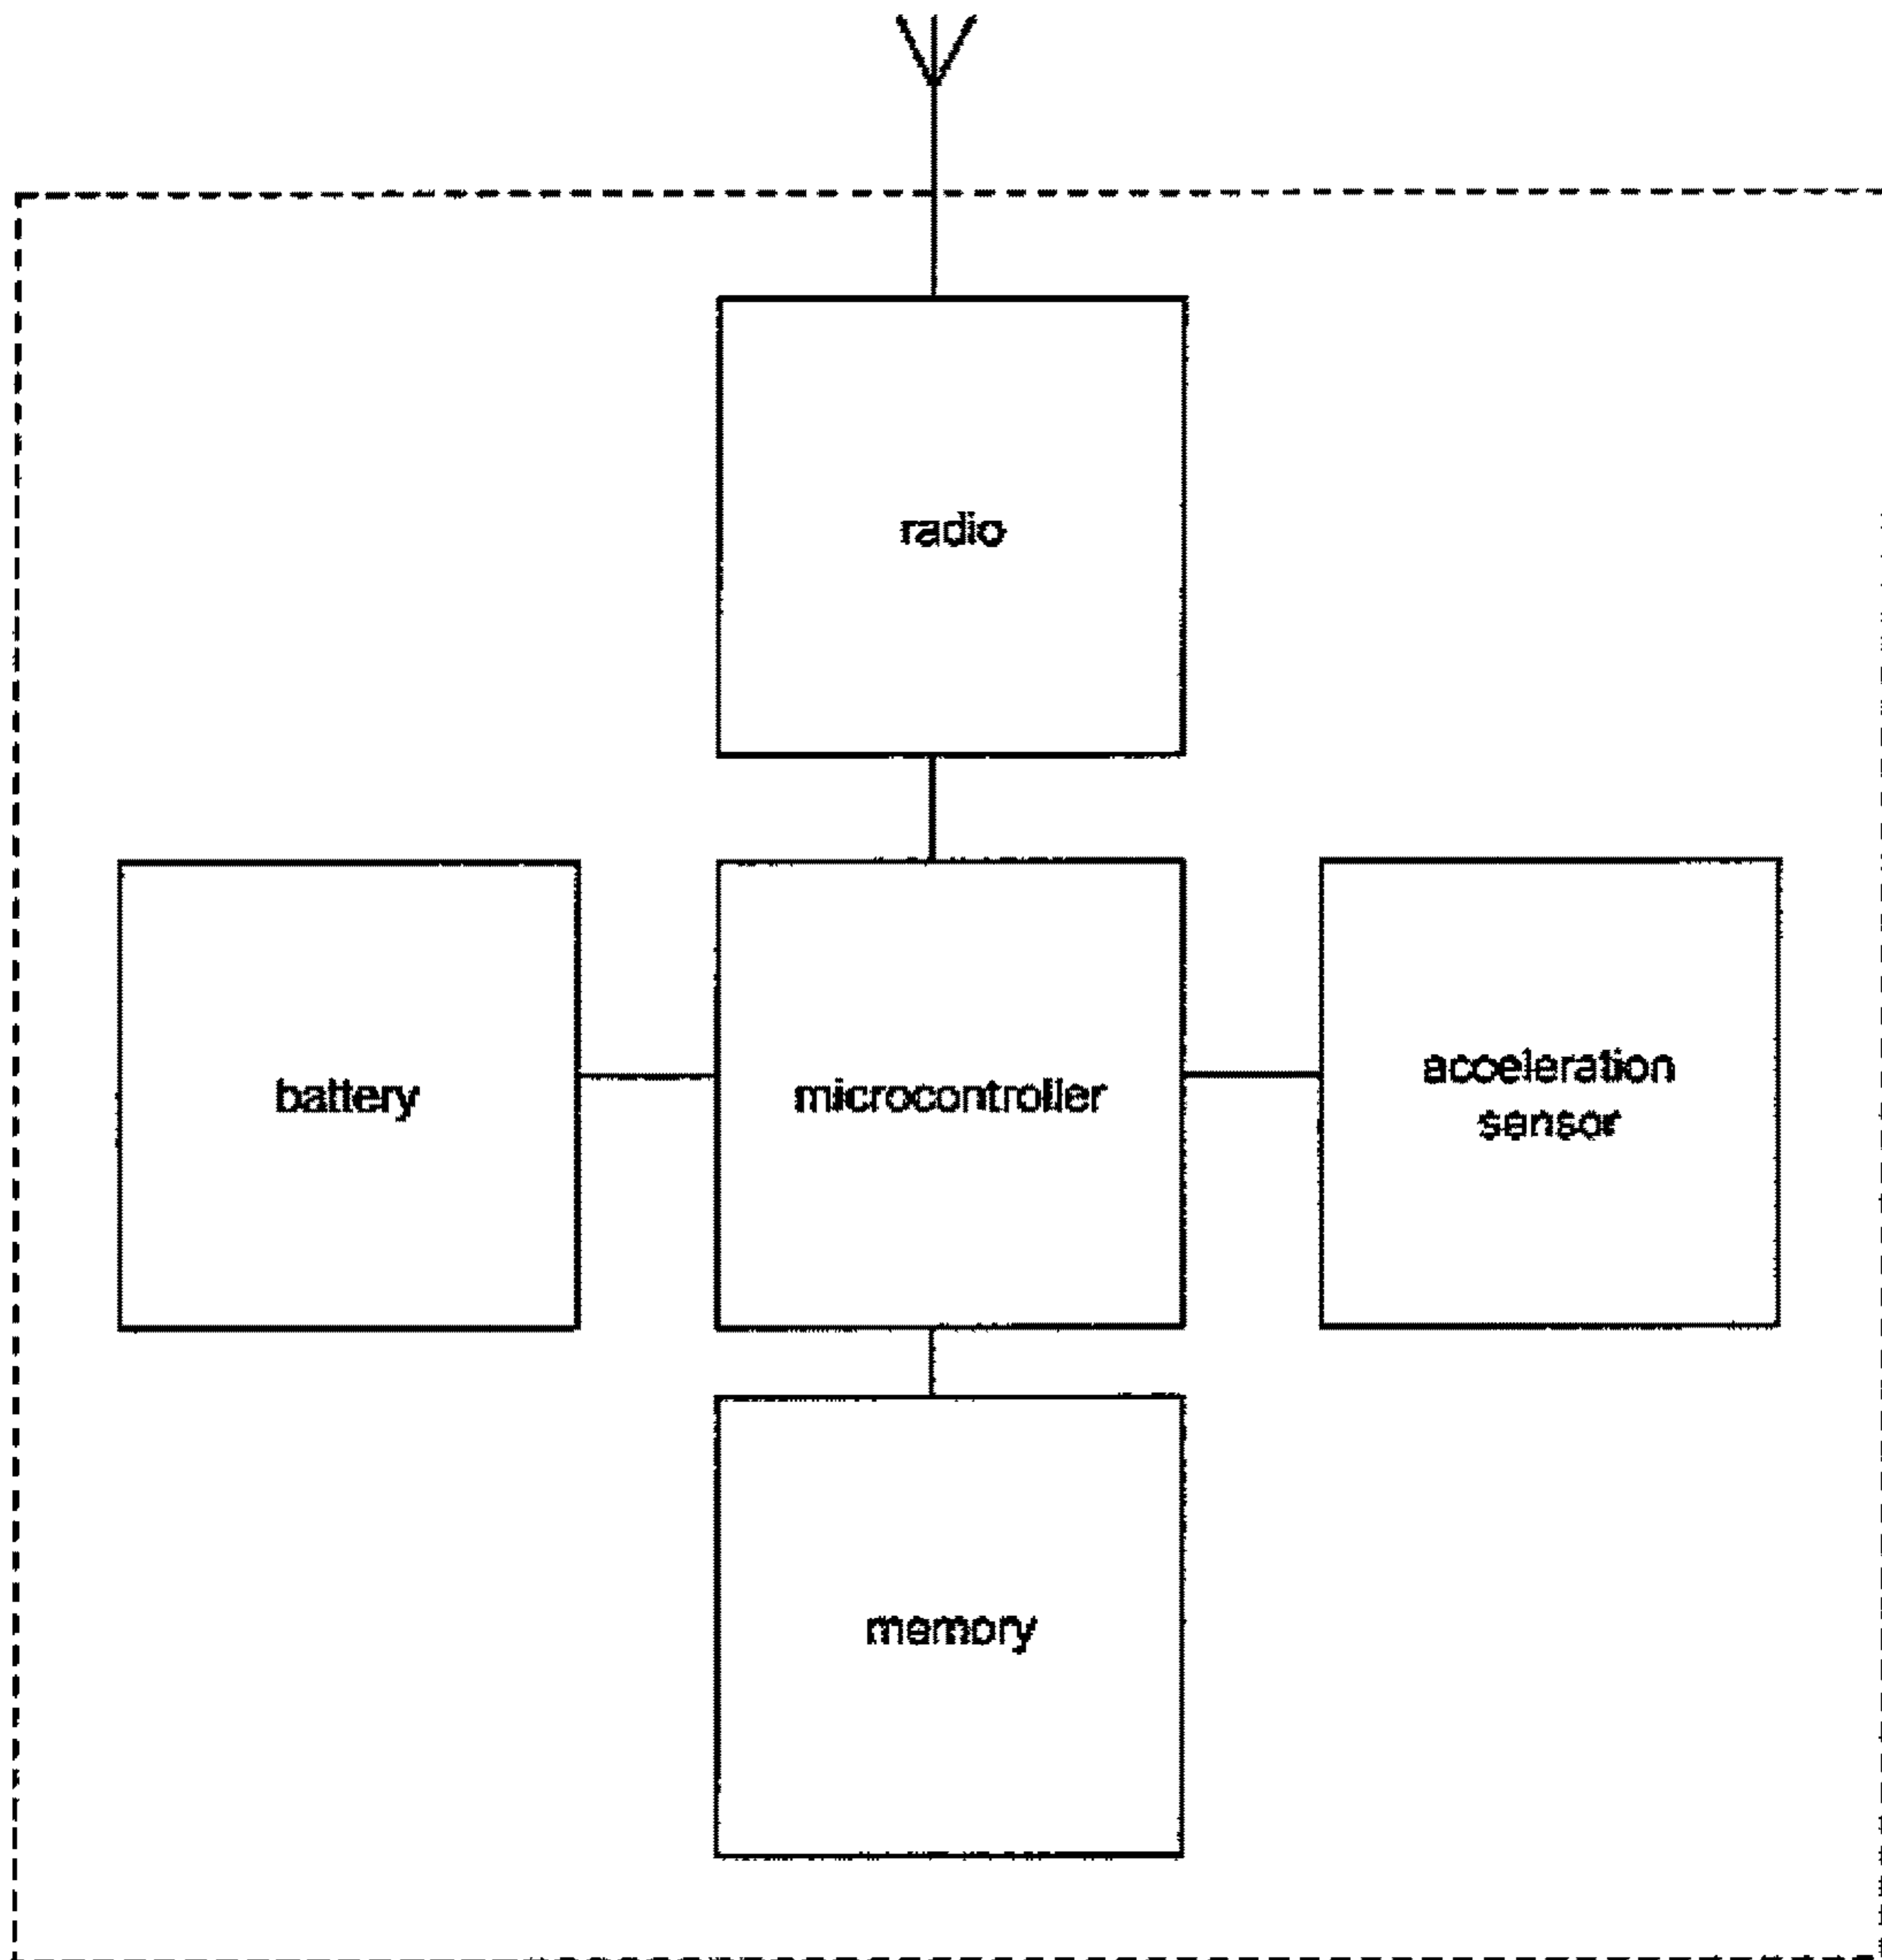 radio
battery
microcontroller
acceleration
sensor
memory